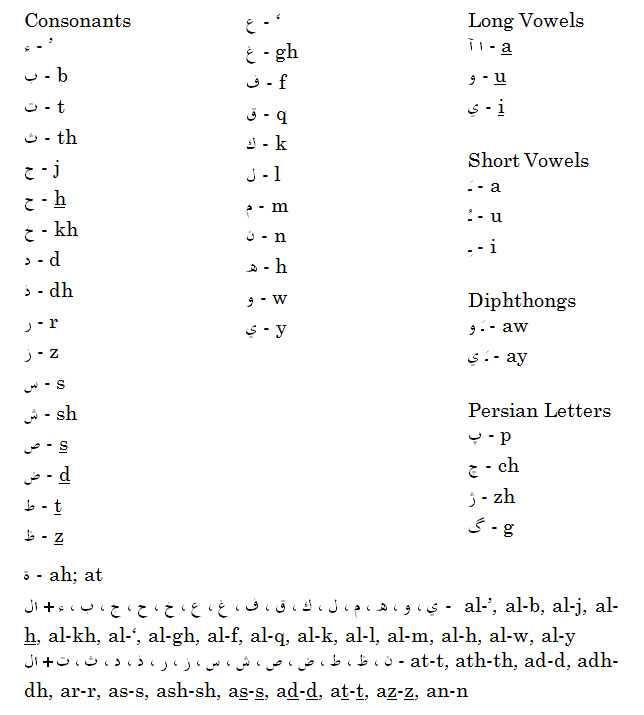 Consonants
ء - ’
ب - b
ت - t
ث - th
ج - j
ح - h̲
خ - kh
د - d
ذ - dh
ر - r
ز - z
س - s
ش - sh
ص - s̲
ض - d̲
ط - t̲
ظ - z̲
ع - ‘
غ - gh
ف - f
ق - q
ك - k
ل - l
م - m
ن - n
هـ - h
و - w
ي - y
Long Vowels
ا آ - a̲
و - u̲
ي - i̲
Short Vowels
ـَ - a
ـُ - u
ـِ - i
Diphthongs
ـَ و - aw
ـَ ي - ay
Persian Letters
پ - p
چ - ch
ژ - zh
گ - g
ة - ah; at
ال + ء ، ب ، ج ، ح ، خ ، ع ، غ ، ف ، ق ، ك ، ل ، م ، هـ ، و ، ي - al-’, al-b, al-j, al-
h̲, al-kh, al-‘, al-gh, al-f, al-q, al-k, al-l, al-m, al-h, al-w, al-y
ال + ت ، ث ، د ، ذ ، ر ، ز ، س ، ش ، ص ، ض ، ط ، ظ ، ن - at-t, ath-th, ad-d, adh-
dh, ar-r, as-s, ash-sh, as̲-s̲, ad̲-d̲, at̲-t̲, az̲-z̲, an-n